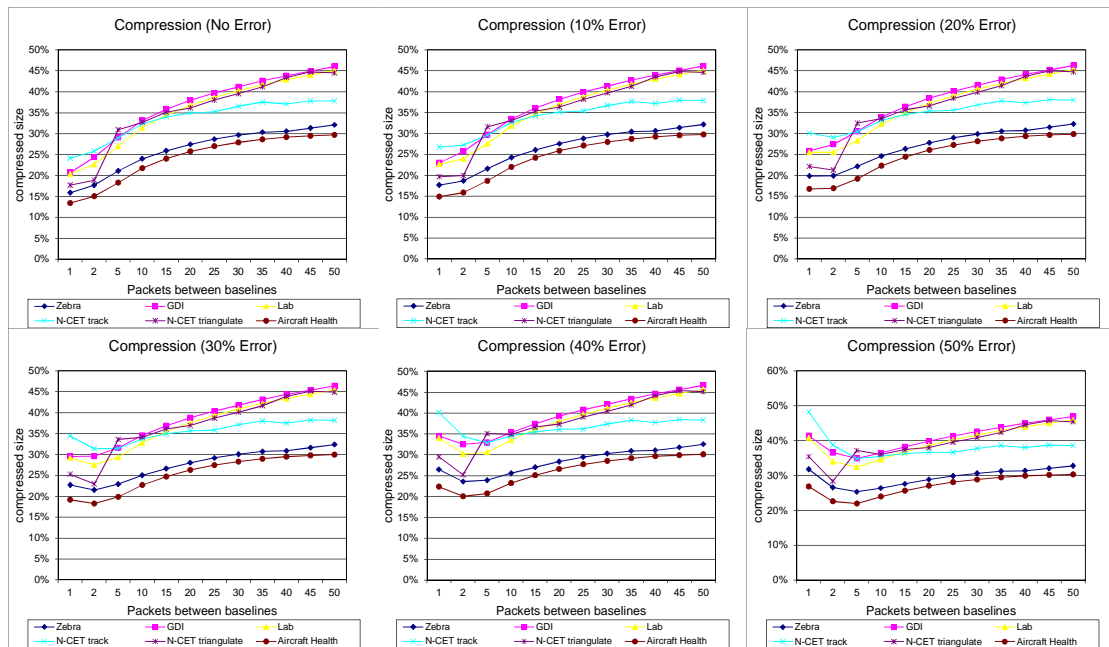 Compression (No Error)
50%
45%
40%
35%
30%
25%
20%
15%
10%
5%
0%
compressed size
1 2 5 10 15 20 25 30 35 40 45 50
Packets between baselines
Zebra GDI Lab
N-CET track N-CET triangulate Aircraft Health
Compression (10% Error)
50%
45%
40%
35%
30%
25%
20%
15%
10%
5%
0%
compressed size
1 2 5 10 15 20 25 30 35 40 45 50
Packets between baselines
Zebra GDI Lab
N-CET track N-CET triangulate Aircraft Health
Compression (20% Error)
50%
45%
40%
35%
30%
25%
20%
15%
10%
5%
0%
compressed size
1 2 5 10 15 20 25 30 35 40 45 50
Packets between baselines
Zebra GDI Lab
N-CET track N-CET triangulate Aircraft Health
Compression (30% Error)
50%
45%
40%
35%
30%
25%
20%
15%
10%
5%
0%
compressed size
1 2 5 10 15 20 25 30 35 40 45 50
Packets between baselines
Zebra GDI Lab
N-CET track N-CET triangulate Aircraft Health
Compression (40% Error)
50%
45%
40%
35%
30%
25%
20%
15%
10%
5%
0%
compressed size
1 2 5 10 15 20 25 30 35 40 45 50
Packets between baselines
Zebra GDI Lab
N-CET track N-CET triangulate Aircraft Health
Compression (50% Error)
60%
50%
40%
30%
20%
10%
0%
compressed size
1 2 5 10 15 20 25 30 35 40 45 50
Packets between baselines
Zebra GDI Lab
N-CET track N-CET triangulate Aircraft Health